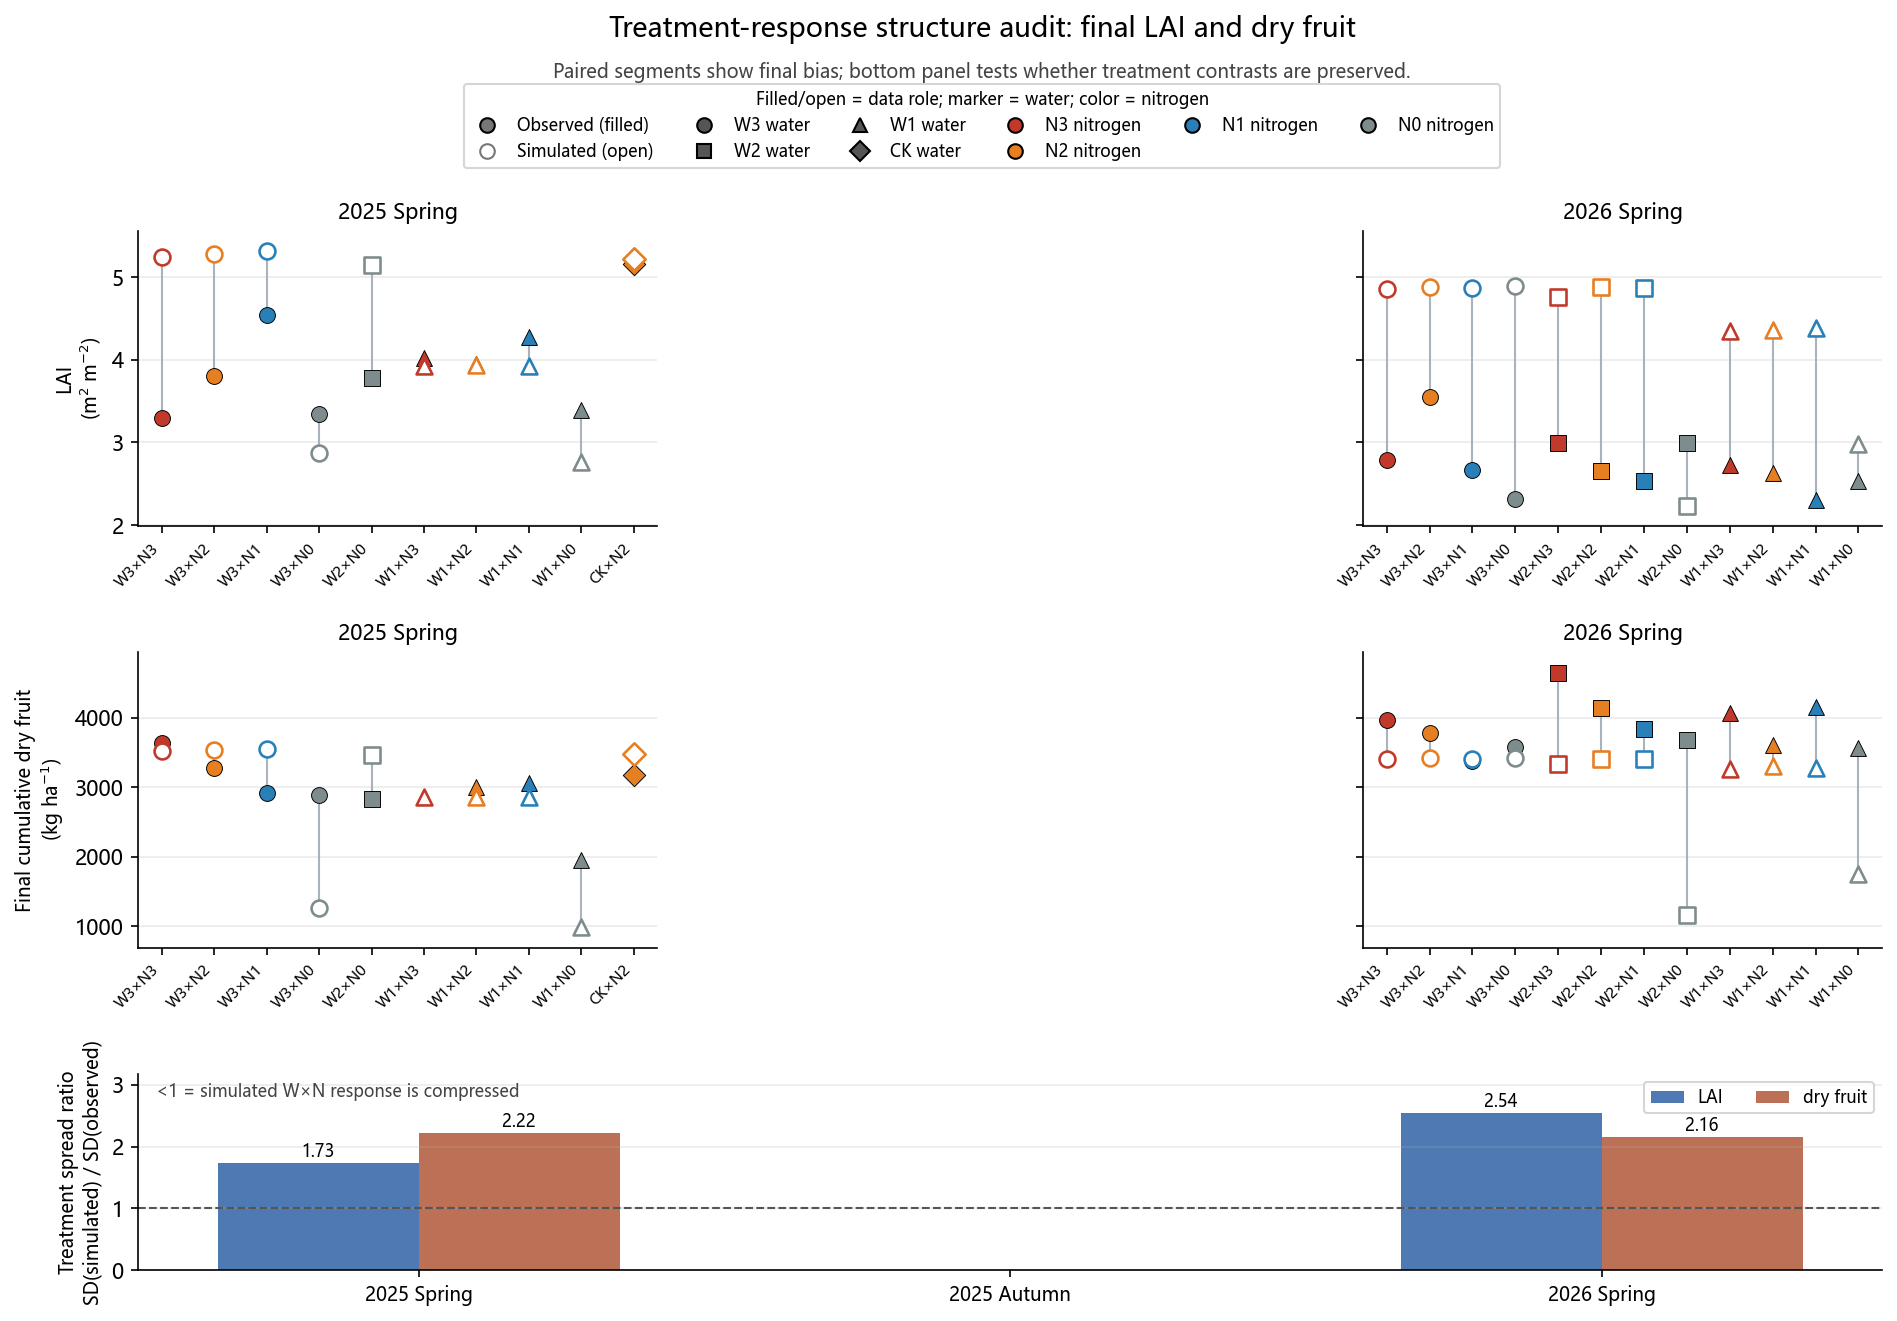 Treatment-response structure audit: final LAI and dry fruit
Paired segments show final bias; bottom panel tests whether treatment contrasts are preserved.
Filled/open = data role; marker = water; color = nitrogen
Observed (filled) W3 water W1 water N3 nitrogen N1 nitrogen N0 nitrogen
Simulated (open) W2 water CK water N2 nitrogen
2025 Spring
LAI
(m² m⁻²)
5
4
3
2
W3×N3 W3×N2 W3×N1 W3×N0 W2×N0 W1×N3 W1×N2 W1×N1 W1×N0 CK×N2
2026 Spring
W3×N3 W3×N2 W3×N1 W3×N0 W2×N3 W2×N2 W2×N1 W2×N0 W1×N3 W1×N2 W1×N1 W1×N0
2025 Spring
Final cumulative dry fruit
(kg ha⁻¹)
4000
3000
2000
1000
W3×N3 W3×N2 W3×N1 W3×N0 W2×N0 W1×N3 W1×N2 W1×N1 W1×N0 CK×N2
2026 Spring
W3×N3 W3×N2 W3×N1 W3×N0 W2×N3 W2×N2 W2×N1 W2×N0 W1×N3 W1×N2 W1×N1 W1×N0
Treatment spread ratio
SD(simulated) / SD(observed)
3
2
1
0
<1 = simulated W×N response is compressed
LAI dry fruit
1.73
2.22
2.54
2.16
2025 Spring 2025 Autumn 2026 Spring